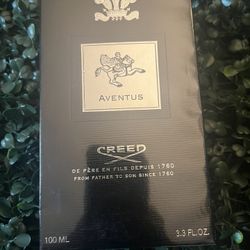 AVENTUS
CREED
DE PÈRE EN FILS DEPUIS 1760
FROM FATHER TO SON SINCE 1760
100 ML 3.3 FL.OZ.